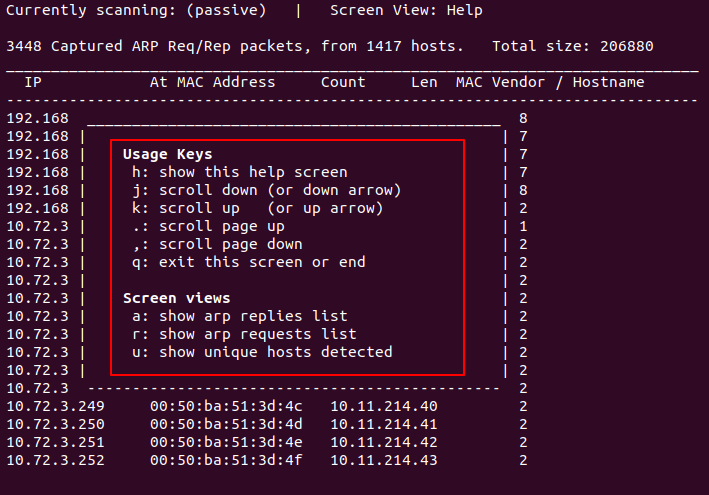 Currently scanning: (passive)   |   Screen View: Help
3448 Captured ARP Req/Rep packets, from 1417 hosts.   Total size: 206880
_____________________________________________________________________________
  IP            At MAC Address     Count     Len  MAC Vendor / Hostname
-----------------------------------------------------------------------------
192.168  ______________________________________________  8
192.168 |                                              | 7
192.168 |    Usage Keys                                | 7
192.168 |     h: show this help screen                 | 7
192.168 |     j: scroll down (or down arrow)           | 8
192.168 |     k: scroll up   (or up arrow)             | 2
10.72.3 |     .: scroll page up                        | 1
10.72.3 |     ,: scroll page down                      | 2
10.72.3 |     q: exit this screen or end               | 2
10.72.3 |                                              | 2
10.72.3 |    Screen views                              | 2
10.72.3 |     a: show arp replies list                 | 2
10.72.3 |     r: show arp requests list                | 2
10.72.3 |     u: show unique hosts detected            | 2
10.72.3 |                                              | 2
10.72.3  ----------------------------------------------  2
10.72.3.249     00:50:ba:51:3d:4c   10.11.214.40         2
10.72.3.250     00:50:ba:51:3d:4d   10.11.214.41         2
10.72.3.251     00:50:ba:51:3d:4e   10.11.214.42         2
10.72.3.252     00:50:ba:51:3d:4f   10.11.214.43         2